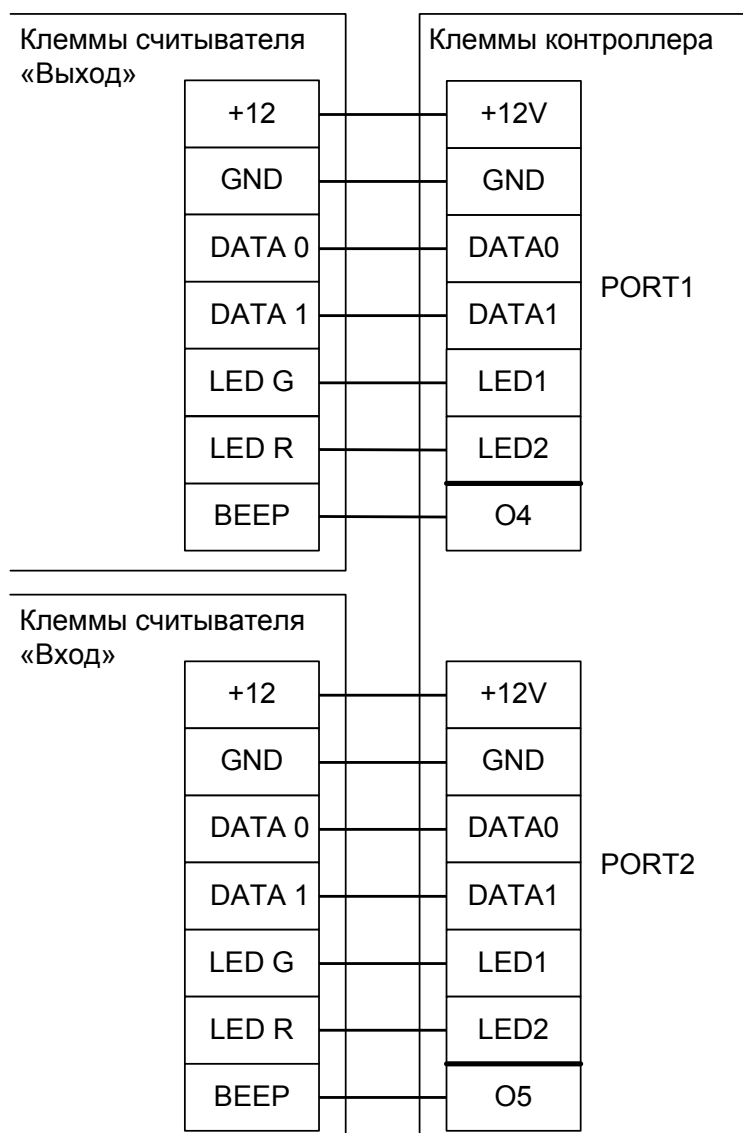 Клеммы считывателя
«Выход»
Клеммы контроллера
+12
+12V
GND
GND
DATA 0
DATA0
DATA 1
DATA1
PORT1
LED G
LED1
LED R
LED2
BEEP
O4
Клеммы считывателя
«Вход»
+12
+12V
GND
GND
DATA 0
DATA0
DATA 1
DATA1
PORT2
LED G
LED1
LED R
LED2
BEEP
O5